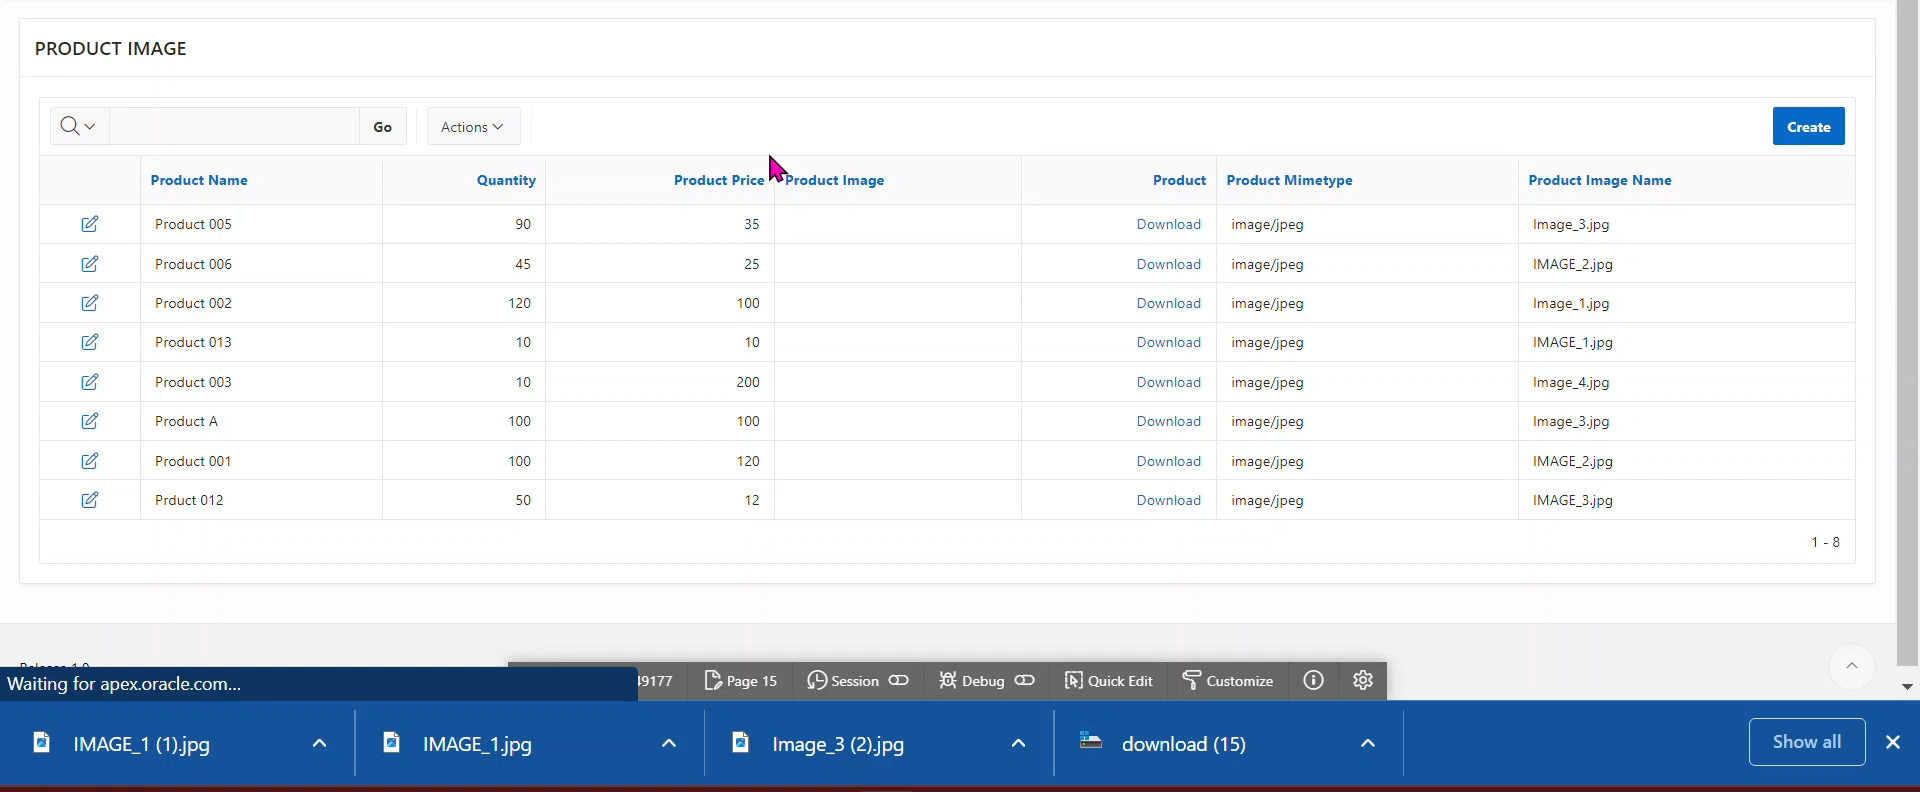 PRODUCT IMAGE
Go Actions Create
Product Name Quantity Product Price Product Image Product Product Mimetype Product Image Name
Product 005 90 35 Download image/jpeg Image_3.jpg
Product 006 45 25 Download image/jpeg IMAGE_2.jpg
Product 002 120 100 Download image/jpeg Image_1.jpg
Product 013 10 10 Download image/jpeg IMAGE_1.jpg
Product 003 10 200 Download image/jpeg Image_4.jpg
Product A 100 100 Download image/jpeg Image_3.jpg
Product 001 100 120 Download image/jpeg IMAGE_2.jpg
Prduct 012 50 12 Download image/jpeg IMAGE_3.jpg
1 - 8
Waiting for apex.oracle.com... 49177 Page 15 Session Debug Quick Edit Customize
IMAGE_1 (1).jpg IMAGE_1.jpg Image_3 (2).jpg download (15) Show all